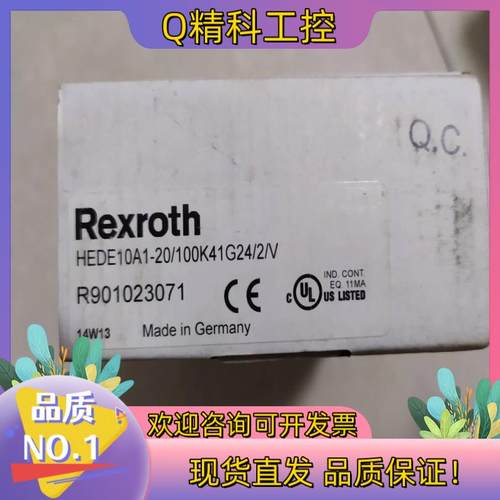 Q精科工控
Q.C.
Rexroth
HEDE10A1-20/100K41G24/2/V
R901023071
CE
C UL US LISTED
IND. CONT.
EQ. 11MA
14W13 Made in Germany
品质
NO.1
欢迎咨询可开发票
现货直发 品质保证!